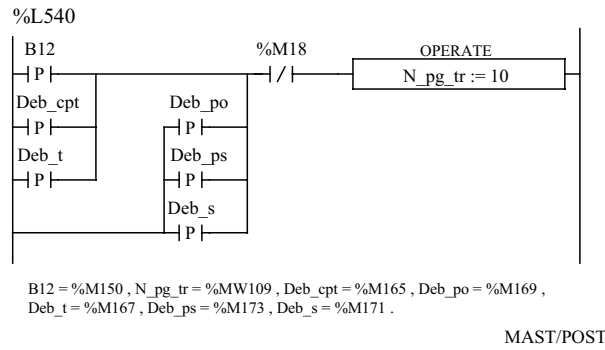 %L540
B12 %M18 OPERATE
P / N_pg_tr := 10
Deb_cpt Deb_po
P P
Deb_t Deb_ps
P P
Deb_s
P
B12 = %M150 , N_pg_tr = %MW109 , Deb_cpt = %M165 , Deb_po = %M169 ,
Deb_t = %M167 , Deb_ps = %M173 , Deb_s = %M171 .
MAST/POST